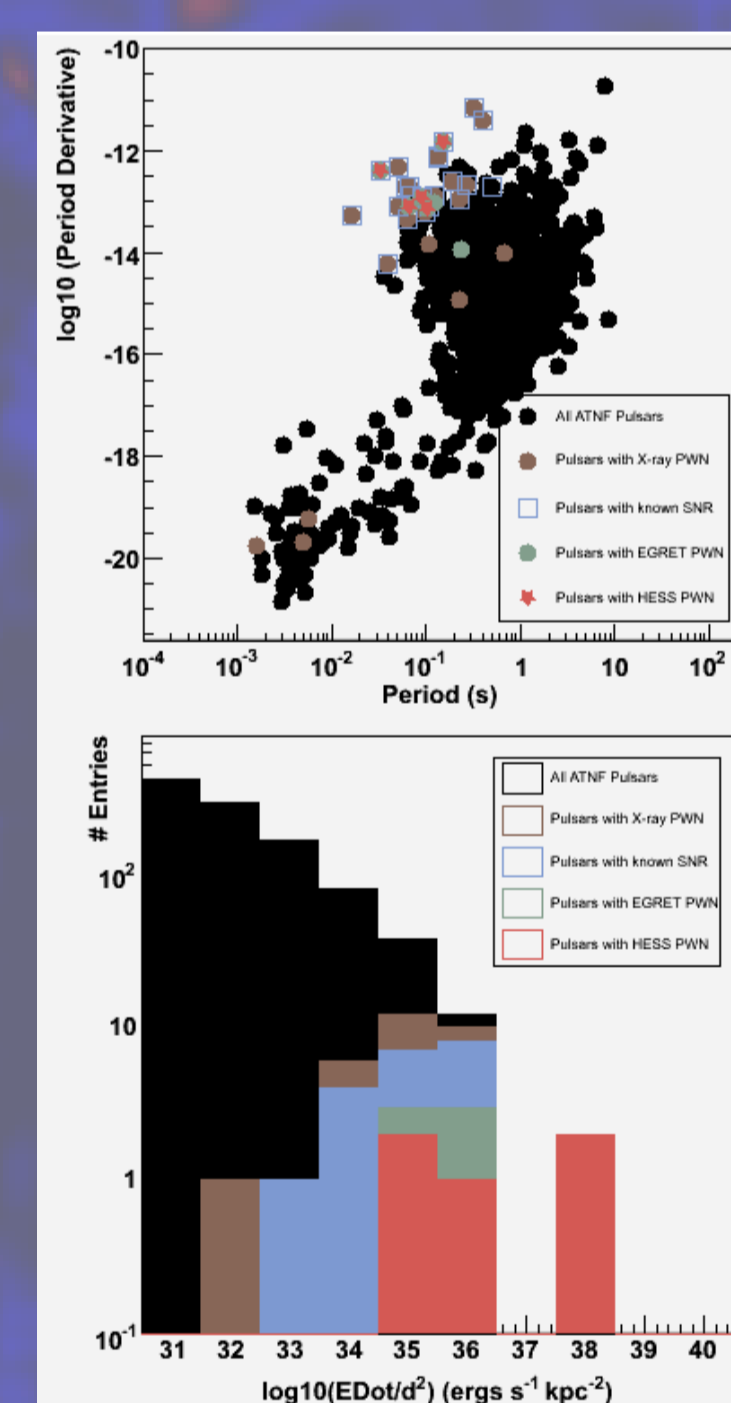 log10 (Period Derivative)
-10
-12
-14
-16
-18
-20
All ATNF Pulsars
Pulsars with X-ray PWN
Pulsars with known SNR
Pulsars with EGRET PWN
Pulsars with HESS PWN
10-4 10-3 10-2 10-1 1 10 102
Period (s)
# Entries
102
10
1
10-1
All ATNF Pulsars
Pulsars with X-ray PWN
Pulsars with known SNR
Pulsars with EGRET PWN
Pulsars with HESS PWN
31 32 33 34 35 36 37 38 39 40
log10(EDot/d2) (ergs s-1 kpc-2)